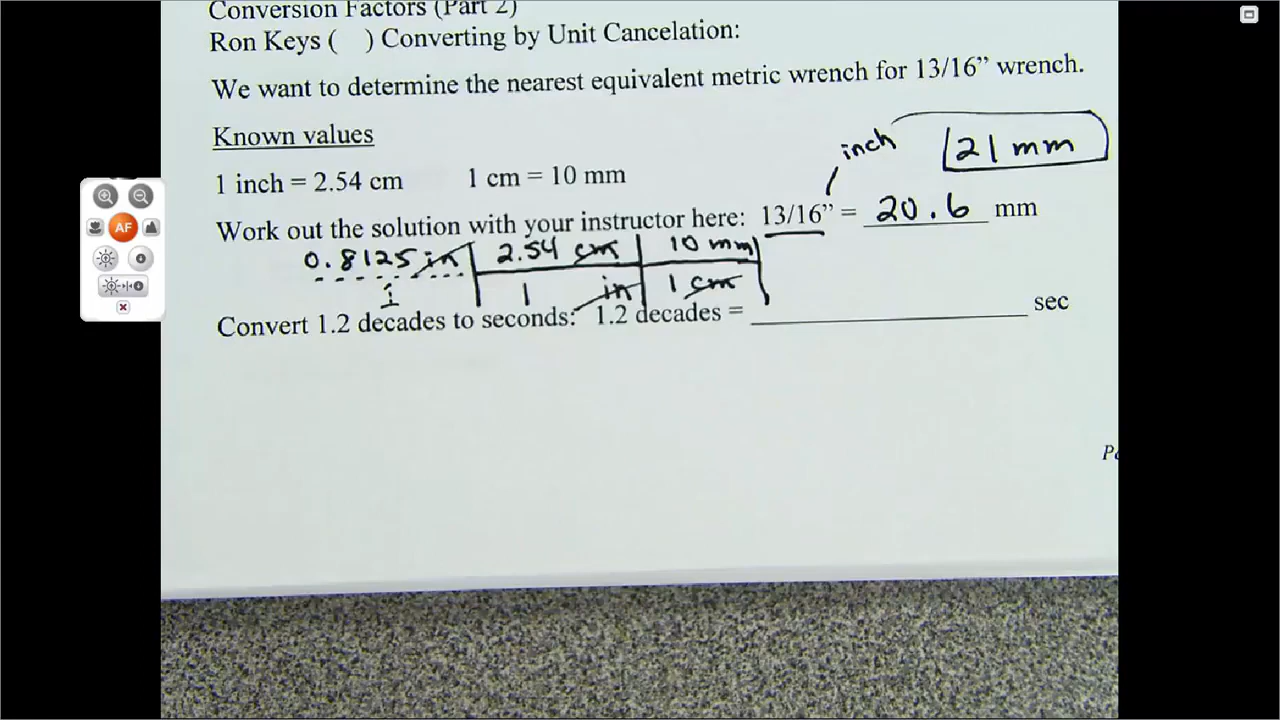 Conversion Factors (Part 2)
Ron Keys ( ) Converting by Unit Cancelation:
We want to determine the nearest equivalent metric wrench for 13/16” wrench.
Known values
inch 21 mm
1 inch = 2.54 cm 1 cm = 10 mm
Work out the solution with your instructor here: 13/16” = 20.6 mm
0.8125 in 2.54 cm 10 mm
1 1 in 1 cm
Convert 1.2 decades to seconds: 1.2 decades = ____________________ sec
AF